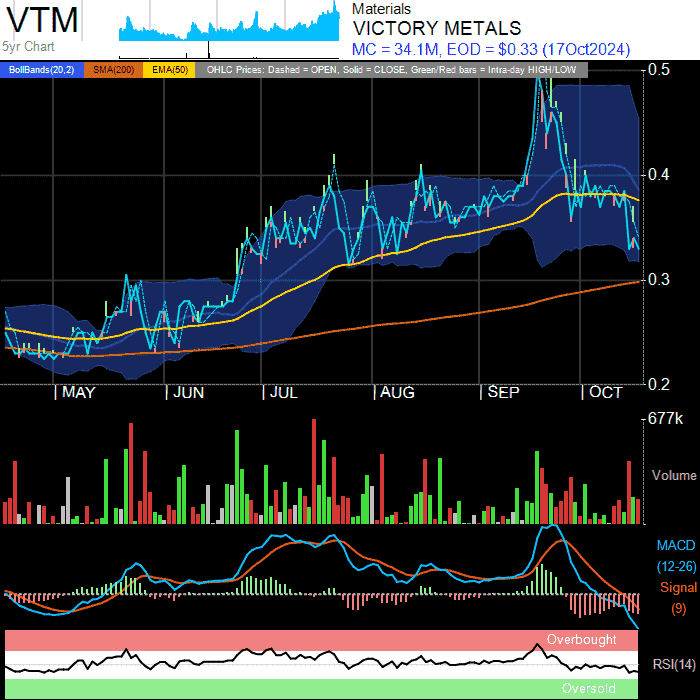 VTM
5yr Chart
Materials
VICTORY METALS
MC = 34.1M, EOD = $0.33 (17Oct2024)
BollBands(20,2) SMA(200) EMA(50) OHLC Prices: Dashed = OPEN, Solid = CLOSE, Green/Red bars = Intra-day HIGH/LOW
0.5
0.4
0.3
0.2
MAY JUN JUL AUG SEP OCT
677k
Volume
MACD
(12-26)
Signal
(9)
Overbought
RSI(14)
Oversold